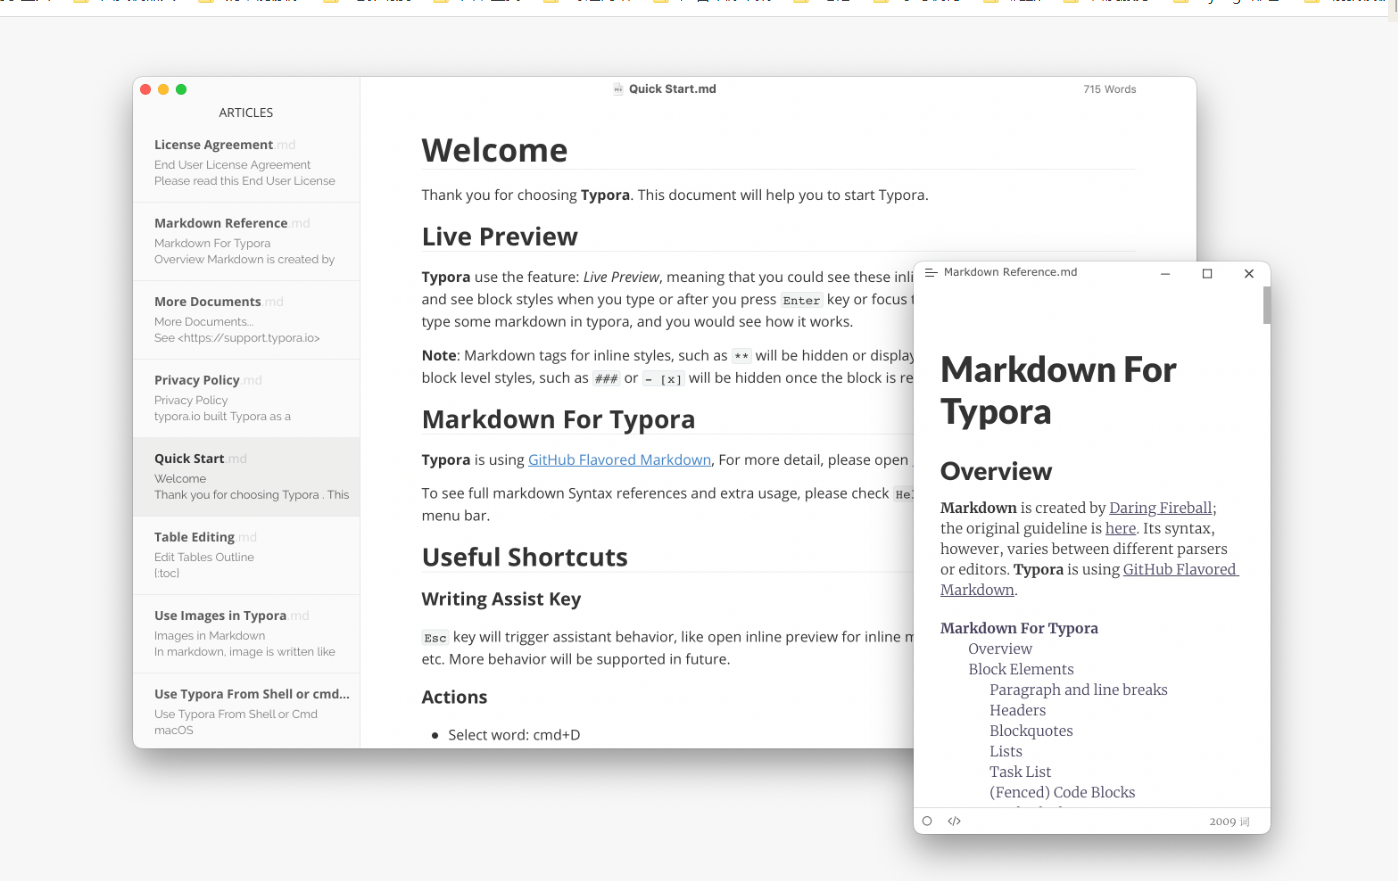 Quick Start.md
715 Words
ARTICLES
License Agreement.md
End User License Agreement
Please read this End User License
Markdown Reference.md
Markdown For Typora
Overview Markdown is created by
More Documents.md
More Documents...
See <https://support.typora.io>
Privacy Policy.md
Privacy Policy
typora.io built Typora as a
Quick Start.md
Welcome
Thank you for choosing Typora . This
Table Editing.md
Edit Tables Outline
[:toc]
Use Images in Typora.md
Images in Markdown
In markdown, image is written like
Use Typora From Shell or cmd...
Use Typora From Shell or Cmd
macOS
Welcome
Thank you for choosing Typora. This document will help you to start Typora.
Live Preview
Typora use the feature: Live Preview, meaning that you could see these inli
and see block styles when you type or after you press Enter key or focus t
type some markdown in typora, and you would see how it works.
Note: Markdown tags for inline styles, such as ** will be hidden or display
block level styles, such as ### or - [x] will be hidden once the block is re
Markdown For Typora
Typora is using GitHub Flavored Markdown, For more detail, please open
To see full markdown Syntax references and extra usage, please check Hel
menu bar.
Useful Shortcuts
Writing Assist Key
Esc key will trigger assistant behavior, like open inline preview for inline m
etc. More behavior will be supported in future.
Actions
• Select word: cmd+D
Markdown Reference.md
Markdown For
Typora
Overview
Markdown is created by Daring Fireball;
the original guideline is here. Its syntax,
however, varies between different parsers
or editors. Typora is using GitHub Flavored
Markdown.
Markdown For Typora
Overview
Block Elements
Paragraph and line breaks
Headers
Blockquotes
Lists
Task List
(Fenced) Code Blocks
</>
2009 词